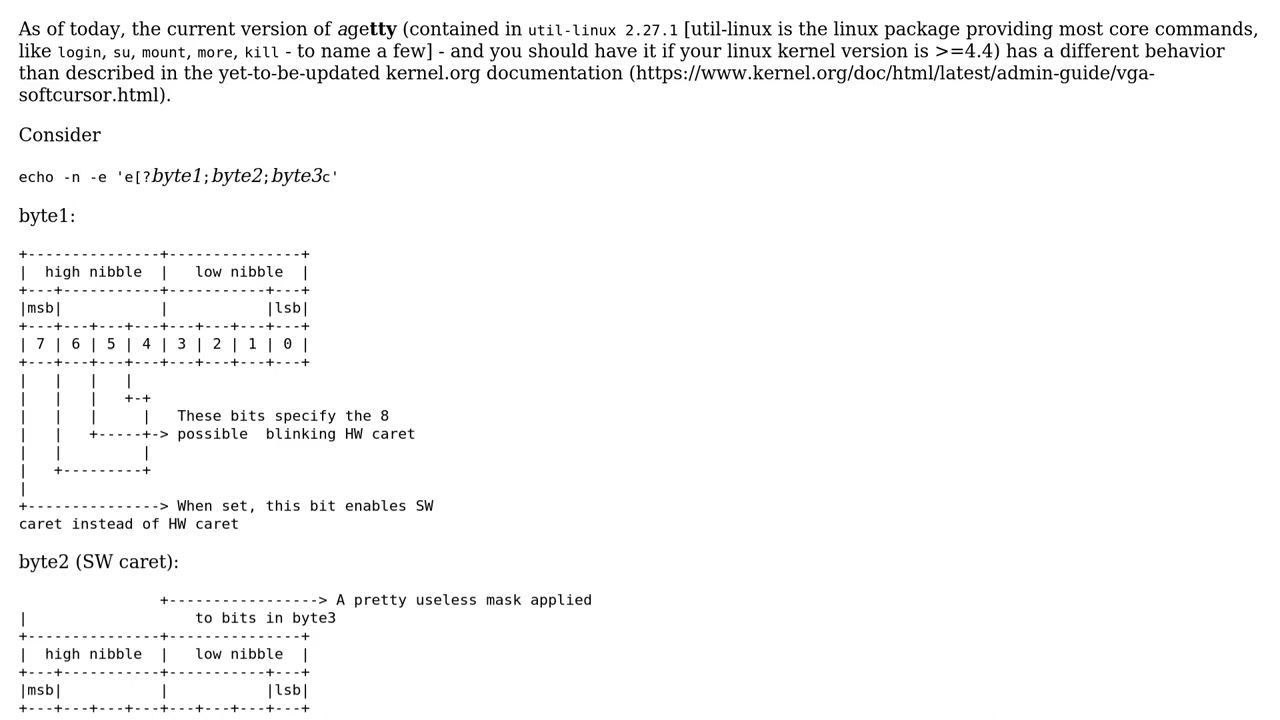 As of today, the current version of agetty (contained in util-linux 2.27.1 [util-linux is the linux package providing most core commands,
like login, su, mount, more, kill - to name a few] - and you should have it if your linux kernel version is >=4.4) has a different behavior
than described in the yet-to-be-updated kernel.org documentation (https://www.kernel.org/doc/html/latest/admin-guide/vga-
softcursor.html).
Consider
echo -n -e 'e[?byte1;byte2;byte3c'
byte1:
+---------------+---------------+
|  high nibble  |   low nibble  |
+---+-----------+-----------+---+
|msb|           |           |lsb|
+---+---+---+---+---+---+---+---+
| 7 | 6 | 5 | 4 | 3 | 2 | 1 | 0 |
+---+---+---+---+---+---+---+---+
|   |   |   |
|   |   |   +-+
|   |   |     |   These bits specify the 8
|   |   +-----+-> possible  blinking HW caret
|   |         |
|   +---------+
|
+---------------> When set, this bit enables SW
caret instead of HW caret
byte2 (SW caret):
                +-----------------> A pretty useless mask applied
|                   to bits in byte3
+---------------+---------------+
|  high nibble  |   low nibble  |
+---+-----------+-----------+---+
|msb|           |           |lsb|
+---+---+---+---+---+---+---+---+